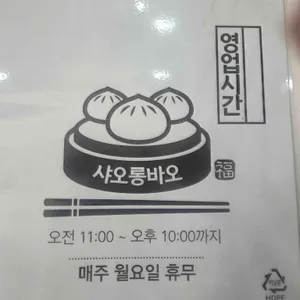 영업시간
샤오롱바오
福
오전 11:00 ~ 오후 10:00까지
매주 월요일 휴무
HDPE